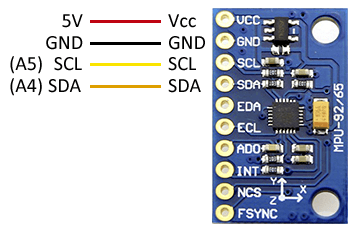 5V Vcc
GND GND
(A5) SCL SCL
(A4) SDA SDA
VCC
GND
SCL
SDA
EDA
ECL
ADO
INT
NCS
FSYNC
MPU-92/65
Y
X
Z